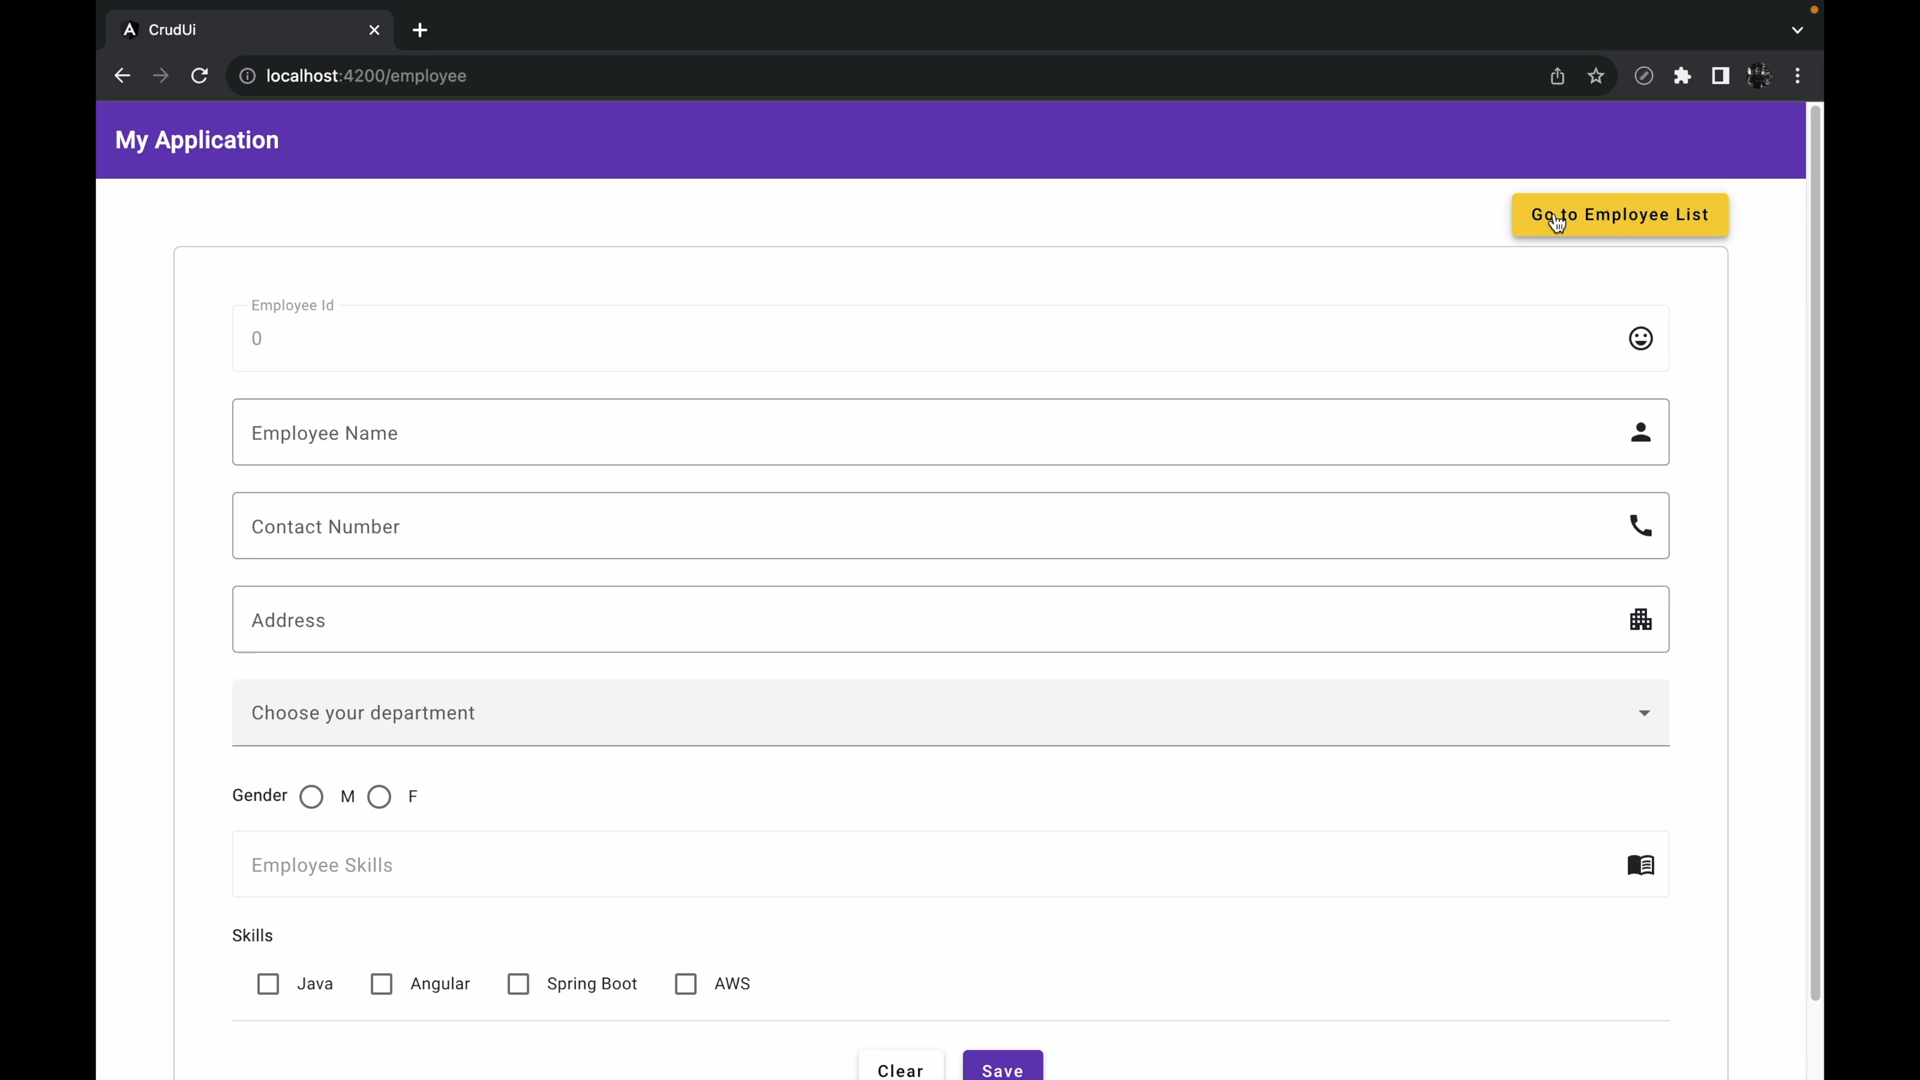 CrudUi
localhost:4200/employee
My Application
Go to Employee List
Employee Id
0
Employee Name
Contact Number
Address
Choose your department
Gender M F
Employee Skills
Skills
Java Angular Spring Boot AWS
Clear Save